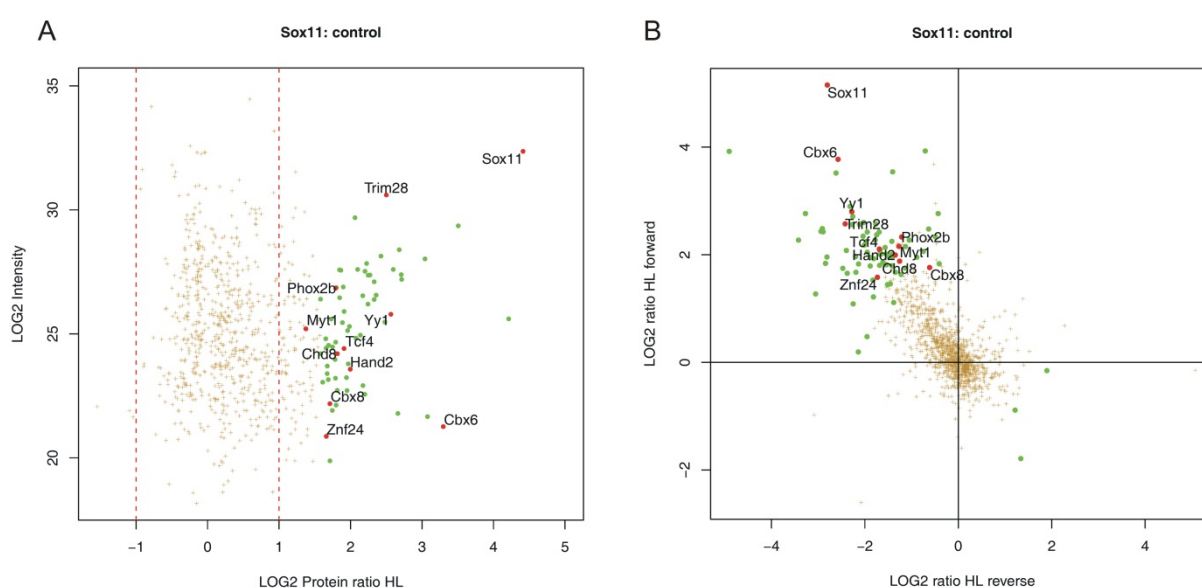 A
Sox11: control
35
30
25
20
LOG2 Intensity
Sox11
Trim28
Phox2b
Myt1
Yy1
Tcf4
Chd8
Hand2
Cbx8
Cbx6
Znf24
−1 0 1 2 3 4 5
LOG2 Protein ratio HL
B
Sox11: control
4
2
0
−2
LOG2 ratio HL forward
Sox11
Cbx6
Yy1
Trim28
Phox2b
Tcf4
Hand2
Myt1
Chd8
Cbx8
Znf24
−4 −2 0 2 4
LOG2 ratio HL reverse